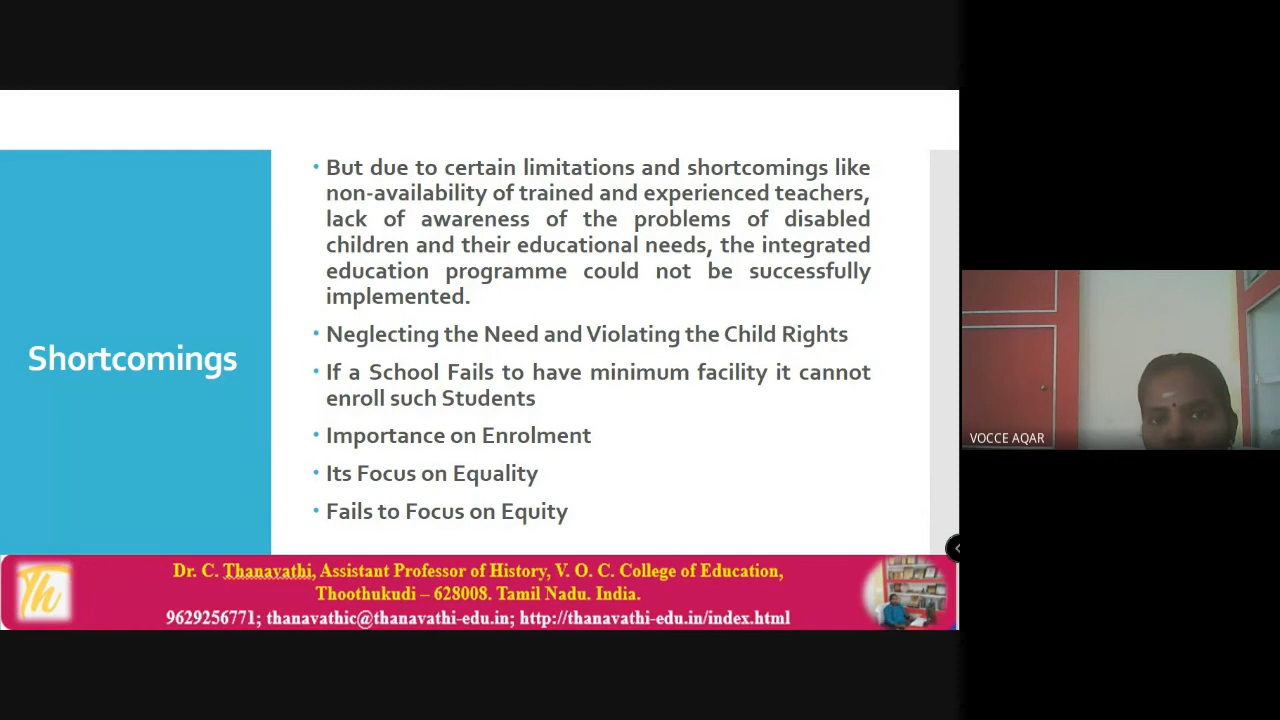 Shortcomings
• But due to certain limitations and shortcomings like
non-availability of trained and experienced teachers,
lack of awareness of the problems of disabled
children and their educational needs, the integrated
education programme could not be successfully
implemented.
• Neglecting the Need and Violating the Child Rights
• If a School Fails to have minimum facility it cannot
enroll such Students
• Importance on Enrolment
• Its Focus on Equality
• Fails to Focus on Equity
Th
Dr. C. Thanavathi, Assistant Professor of History, V. O. C. College of Education,
Thoothukudi – 628008. Tamil Nadu. India.
9629256771; thanavathic@thanavathi-edu.in; http://thanavathi-edu.in/index.html
VOCCE AQAR